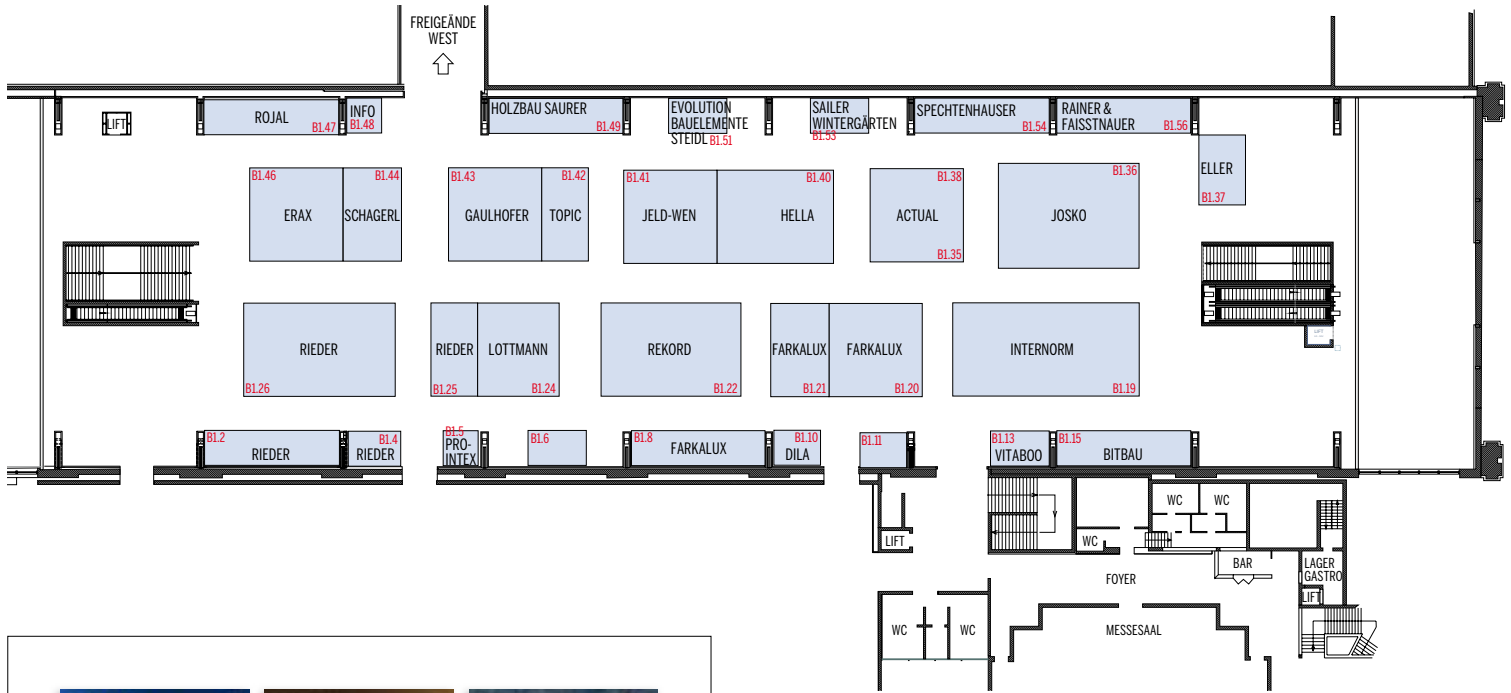 FREIGEÄNDE
WEST
LIFT
ROJAL
B1.47
INFO
B1.48
HOLZBAU SAURER
B1.49
EVOLUTION
BAUELEMENTE
STEIDL B1.51
SAILER
WINTERGÄRTEN
B1.53
SPECHTENHAUSER
B1.54
RAINER &
FAISSTNAUER
B1.56
ELLER
B1.37
B1.46
ERAX
B1.44
SCHAGERL
B1.43
GAULHOFER
B1.42
TOPIC
B1.41
JELD-WEN
B1.40
HELLA
B1.38
ACTUAL
B1.35
B1.36
JOSKO
RIEDER
B1.26
RIEDER
B1.25
LOTTMANN
B1.24
REKORD
B1.22
FARKALUX
B1.21
FARKALUX
B1.20
INTERNORM
B1.19
LIFT
B1.2
RIEDER
B1.4
RIEDER
B1.5
PRO-
INTEX
B1.6
B1.8
FARKALUX
B1.10
DILA
B1.11
B1.13
VITABOO
B1.15
BITBAU
LIFT
WC
WC
WC
BAR
LAGER
GASTRO
LIFT
FOYER
WC
WC
MESSESAAL